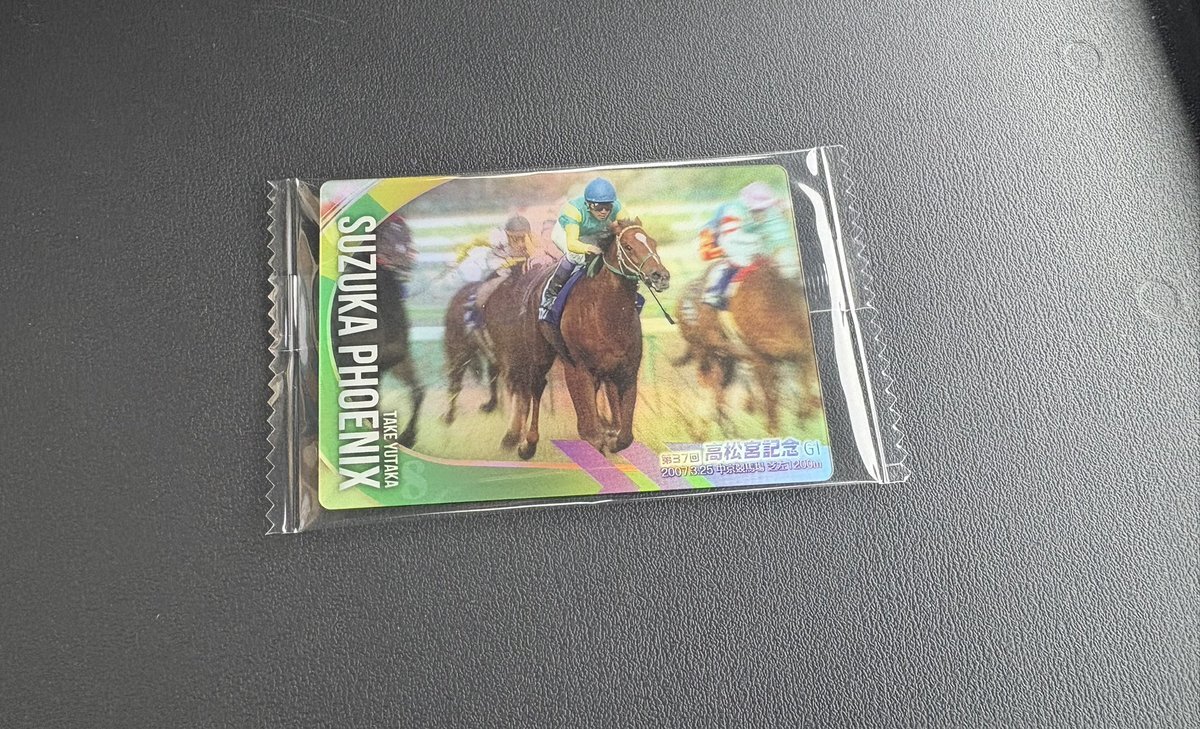 SUZUKA PHOENIX
TAKE YUTAKA
第37回 高松宮記念 GI
2007.3.25 中京競馬場 芝左1200m